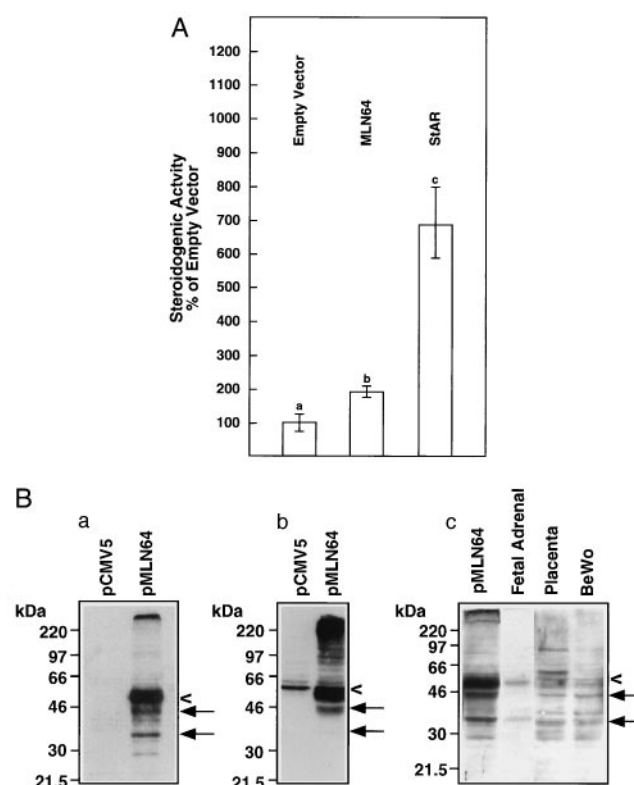 A
Steroidogenic Actvity
% of Empty Vector
1200
1100
1000
900
800
700
600
500
400
300
200
100
Empty Vector
MLN64
StAR
a
b
c
B
a
pCMV5
pMLN64
kDa
220
97
66
46
30
21.5
<
b
pCMV5
pMLN64
kDa
220
97
66
46
30
21.5
<
c
pMLN64
Fetal Adrenal
Placenta
BeWo
kDa
220
97
66
46
30
21.5
<